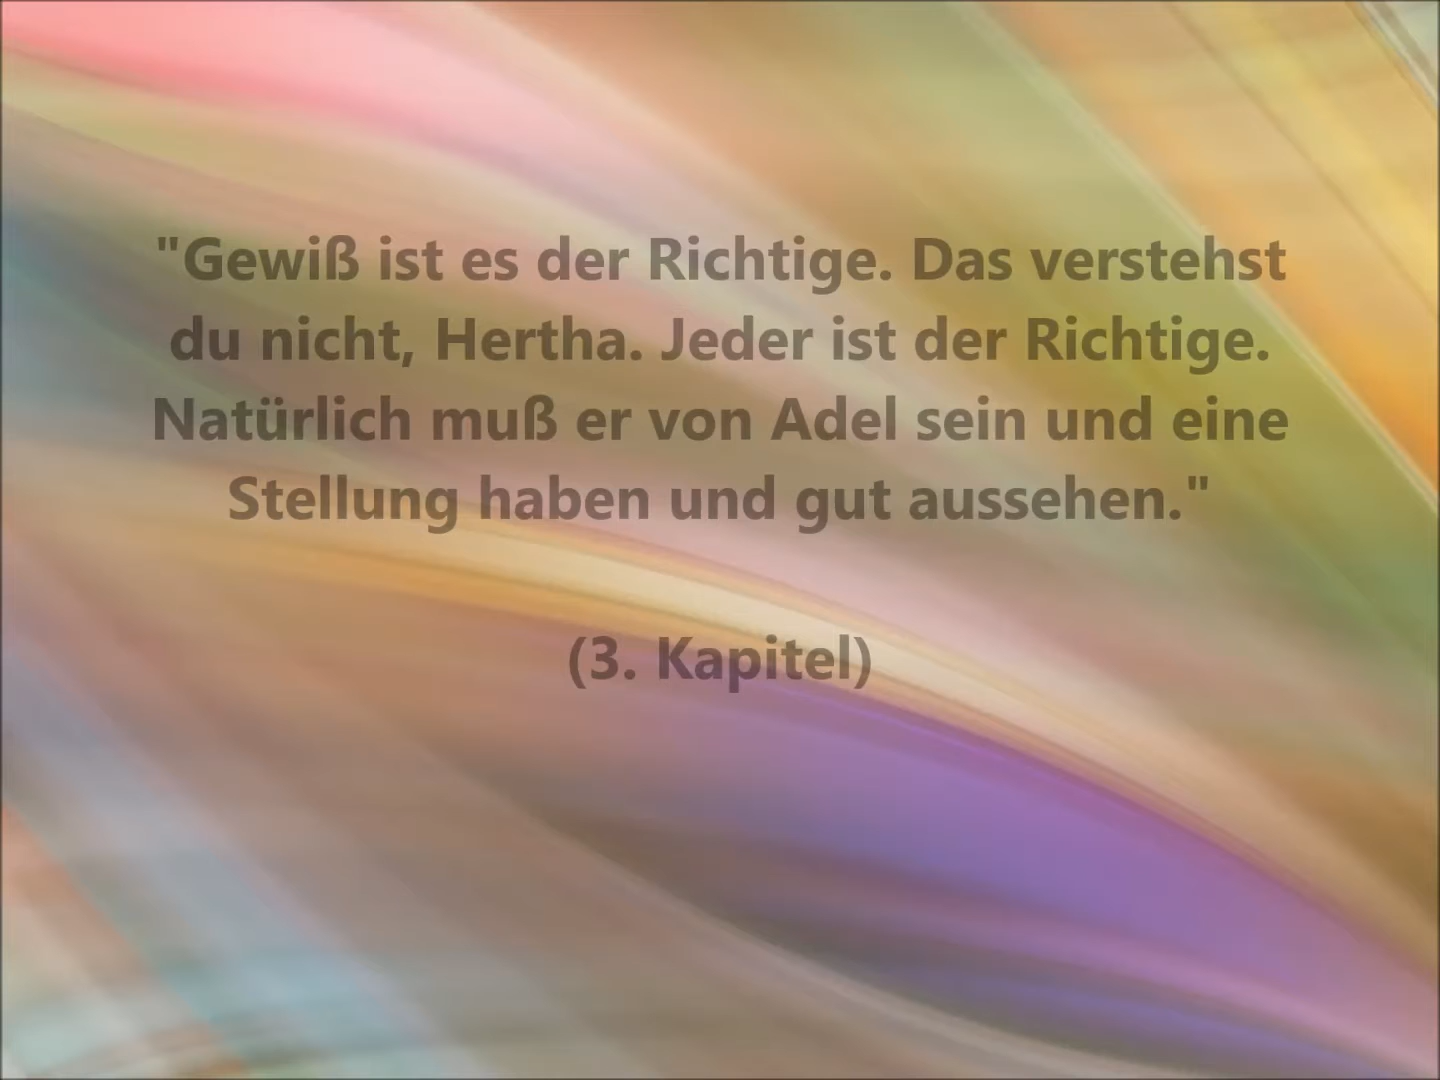 "Gewiß ist es der Richtige. Das verstehst
du nicht, Hertha. Jeder ist der Richtige.
Natürlich muß er von Adel sein und eine
Stellung haben und gut aussehen."
(3. Kapitel)